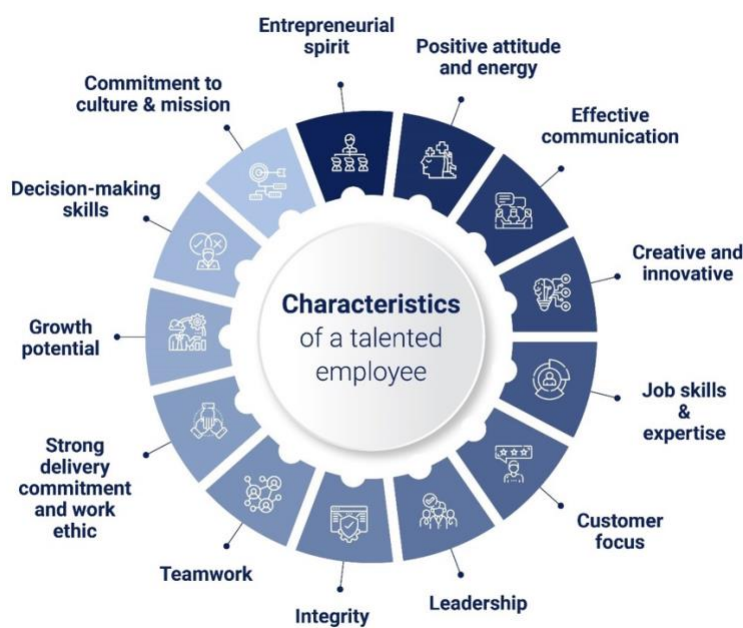 Entrepreneurial
spirit
Positive attitude
and energy
Effective
communication
Creative and
innovative
Job skills
&
expertise
Customer
focus
Leadership
Integrity
Teamwork
Strong
delivery
commitment
and work
ethic
Growth
potential
Decision-making
skills
Commitment to
culture & mission
Characteristics
of a talented
employee